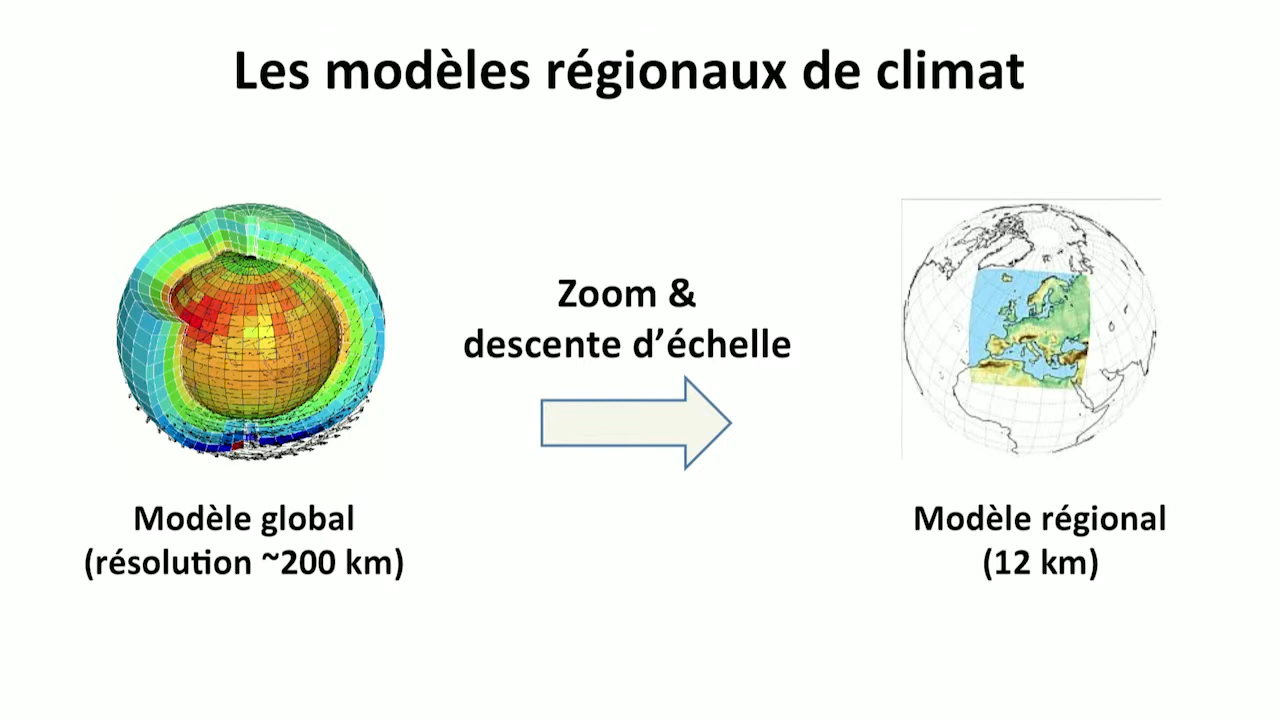 Les modèles régionaux de climat
Zoom &
descente d’échelle
Modèle global
(résolution ~200 km)
Modèle régional
(12 km)